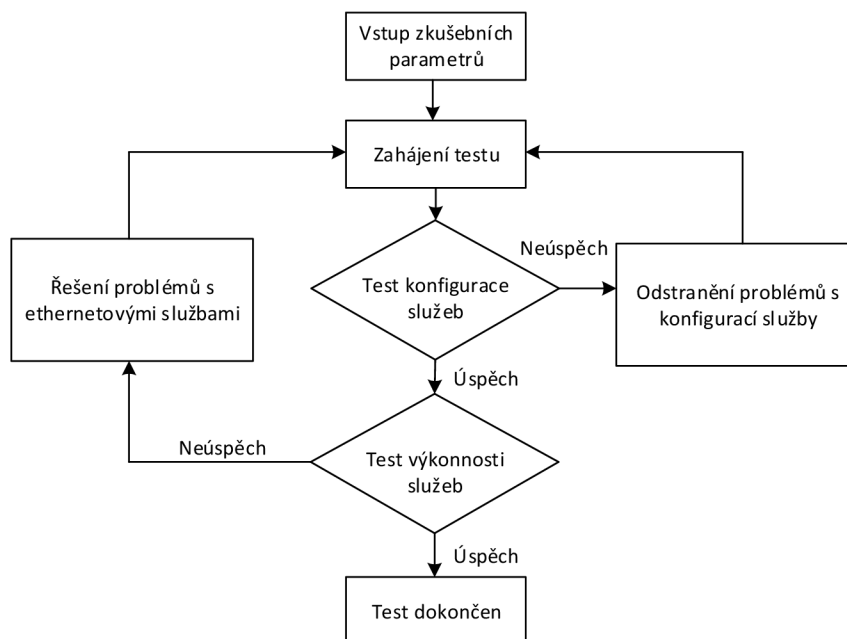 Vstup zkušebních
parametrů
Zahájení testu
Neúspěch
Řešení problémů s
ethernetovými službami
Test konfigurace
služeb
Odstranění problémů s
konfigurací služby
Úspěch
Neúspěch
Test výkonnosti
služeb
Úspěch
Test dokončen